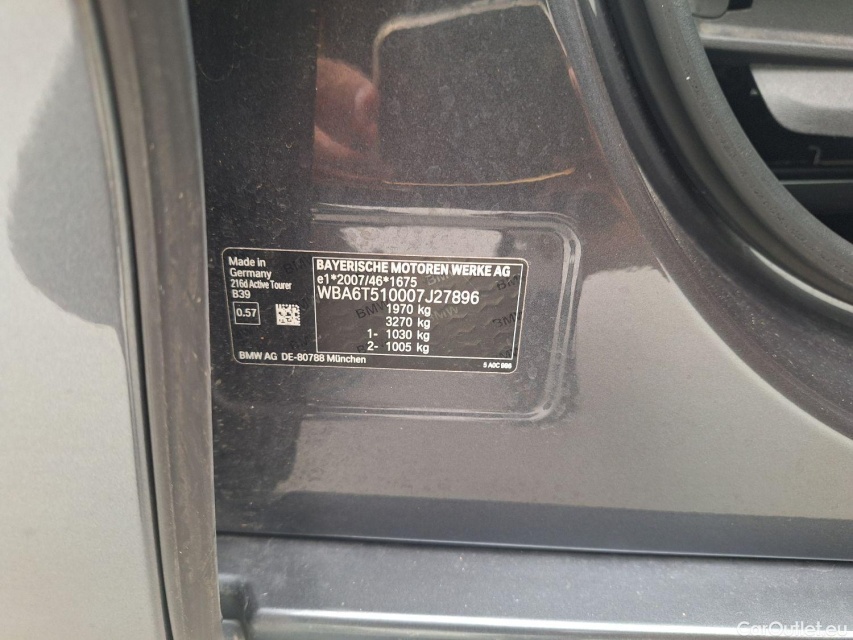 Made in
Germany
216d Active Tourer
B39
0.57
BAYERISCHE MOTOREN WERKE AG
e1*2007/46*1675
WBA6T510007J27896
1970 kg
3270 kg
1- 1030 kg
2- 1005 kg
BMW AG DE-80788 München
CarOutlet.eu